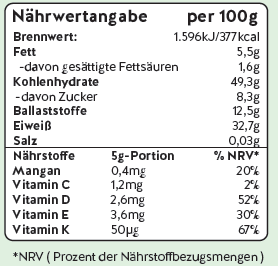 Nährwertangabe per 100g
Brennwert: 1.596kJ/377kcal
Fett 5,5g
-davon gesättigte Fettsäuren 1,6g
Kohlenhydrate 49,3g
-davon Zucker 8,3g
Ballaststoffe 12,5g
Eiweiß 32,7g
Salz 0,03g
Nährstoffe 5g-Portion % NRV*
Mangan 0,4mg 20%
Vitamin C 1,2mg 2%
Vitamin D 2,6mg 52%
Vitamin E 3,6mg 30%
Vitamin K 50µg 67%
*NRV ( Prozent der Nährstoffbezugsmengen )